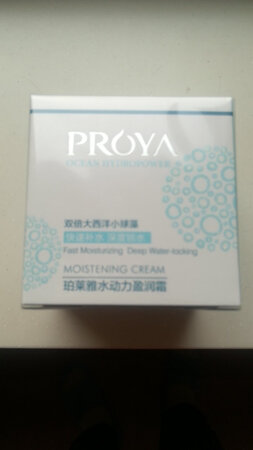 PRÓYA
OCEAN HYDROPOWER
双倍大西洋小球藻
快速补水 深度锁水
Fast Moisturizing Deep Water-locking
MOISTENING CREAM
珀莱雅水动力盈润霜